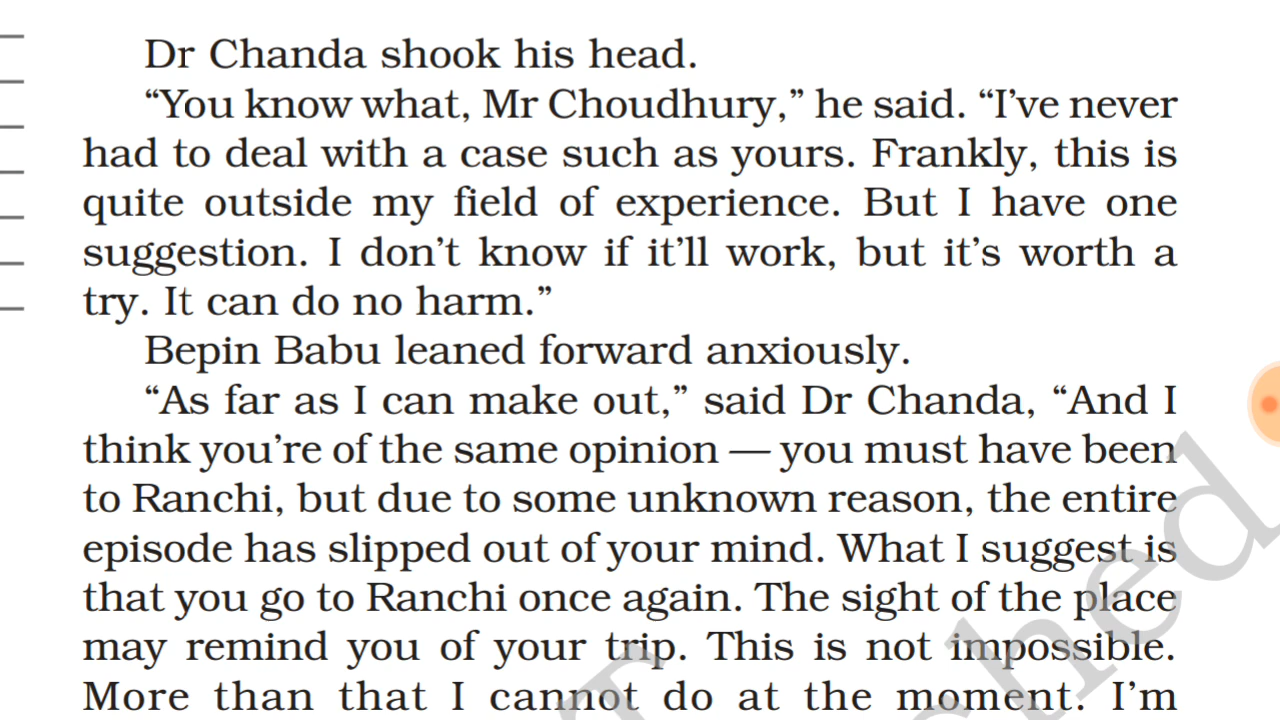 Dr Chanda shook his head.
“You know what, Mr Choudhury,” he said. “I’ve never
had to deal with a case such as yours. Frankly, this is
quite outside my field of experience. But I have one
suggestion. I don’t know if it’ll work, but it’s worth a
try. It can do no harm.”
Bepin Babu leaned forward anxiously.
“As far as I can make out,” said Dr Chanda, “And I
think you’re of the same opinion — you must have been
to Ranchi, but due to some unknown reason, the entire
episode has slipped out of your mind. What I suggest is
that you go to Ranchi once again. The sight of the place
may remind you of your trip. This is not impossible.
More than that I cannot do at the moment. I’m